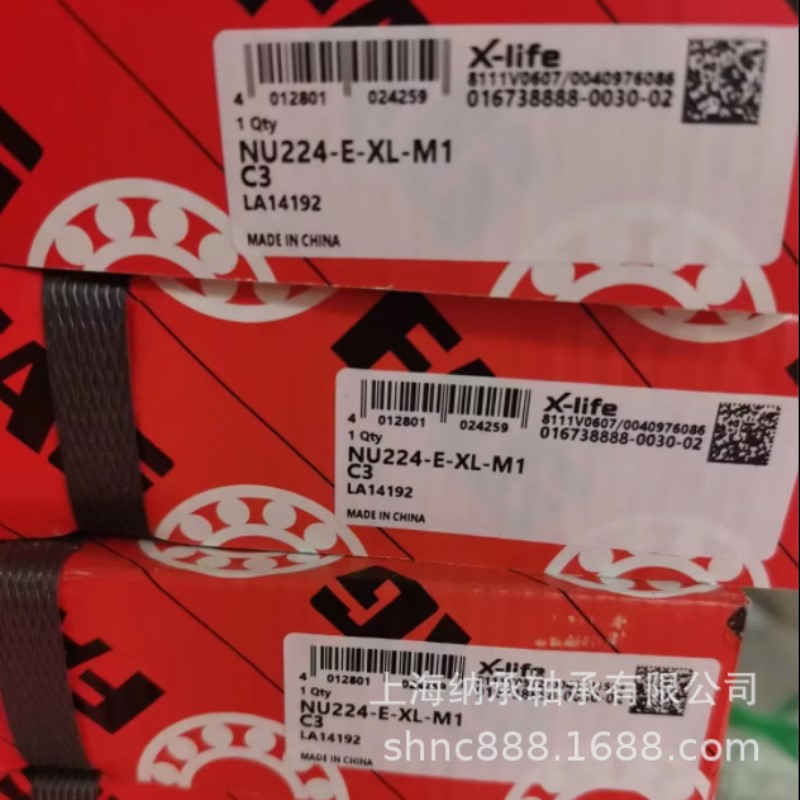 X-life
8111V0607/0040976086
016738888-0030-02
4 012801 024259
1 Qty
NU224-E-XL-M1
C3
LA14192
MADE IN CHINA
FAG
X-life
8111V0607/0040976086
016738888-0030-02
4 012801 024259
1 Qty
NU224-E-XL-M1
C3
LA14192
MADE IN CHINA
X-life
4 012801
1 Qty
NU224-E-XL-M1
C3
LA14192
MADE IN CHINA
上海纳承轴承有限公司
shnc888.1688.com